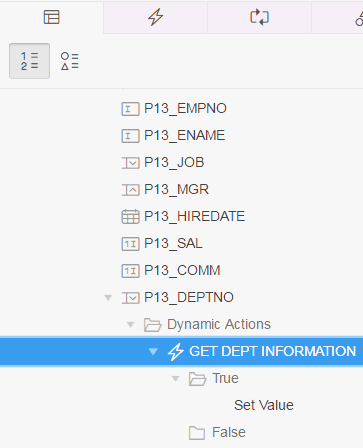 P13_EMPNO
P13_ENAME
P13_JOB
P13_MGR
P13_HIREDATE
P13_SAL
P13_COMM
P13_DEPTNO
Dynamic Actions
GET DEPT INFORMATION
True
Set Value
False